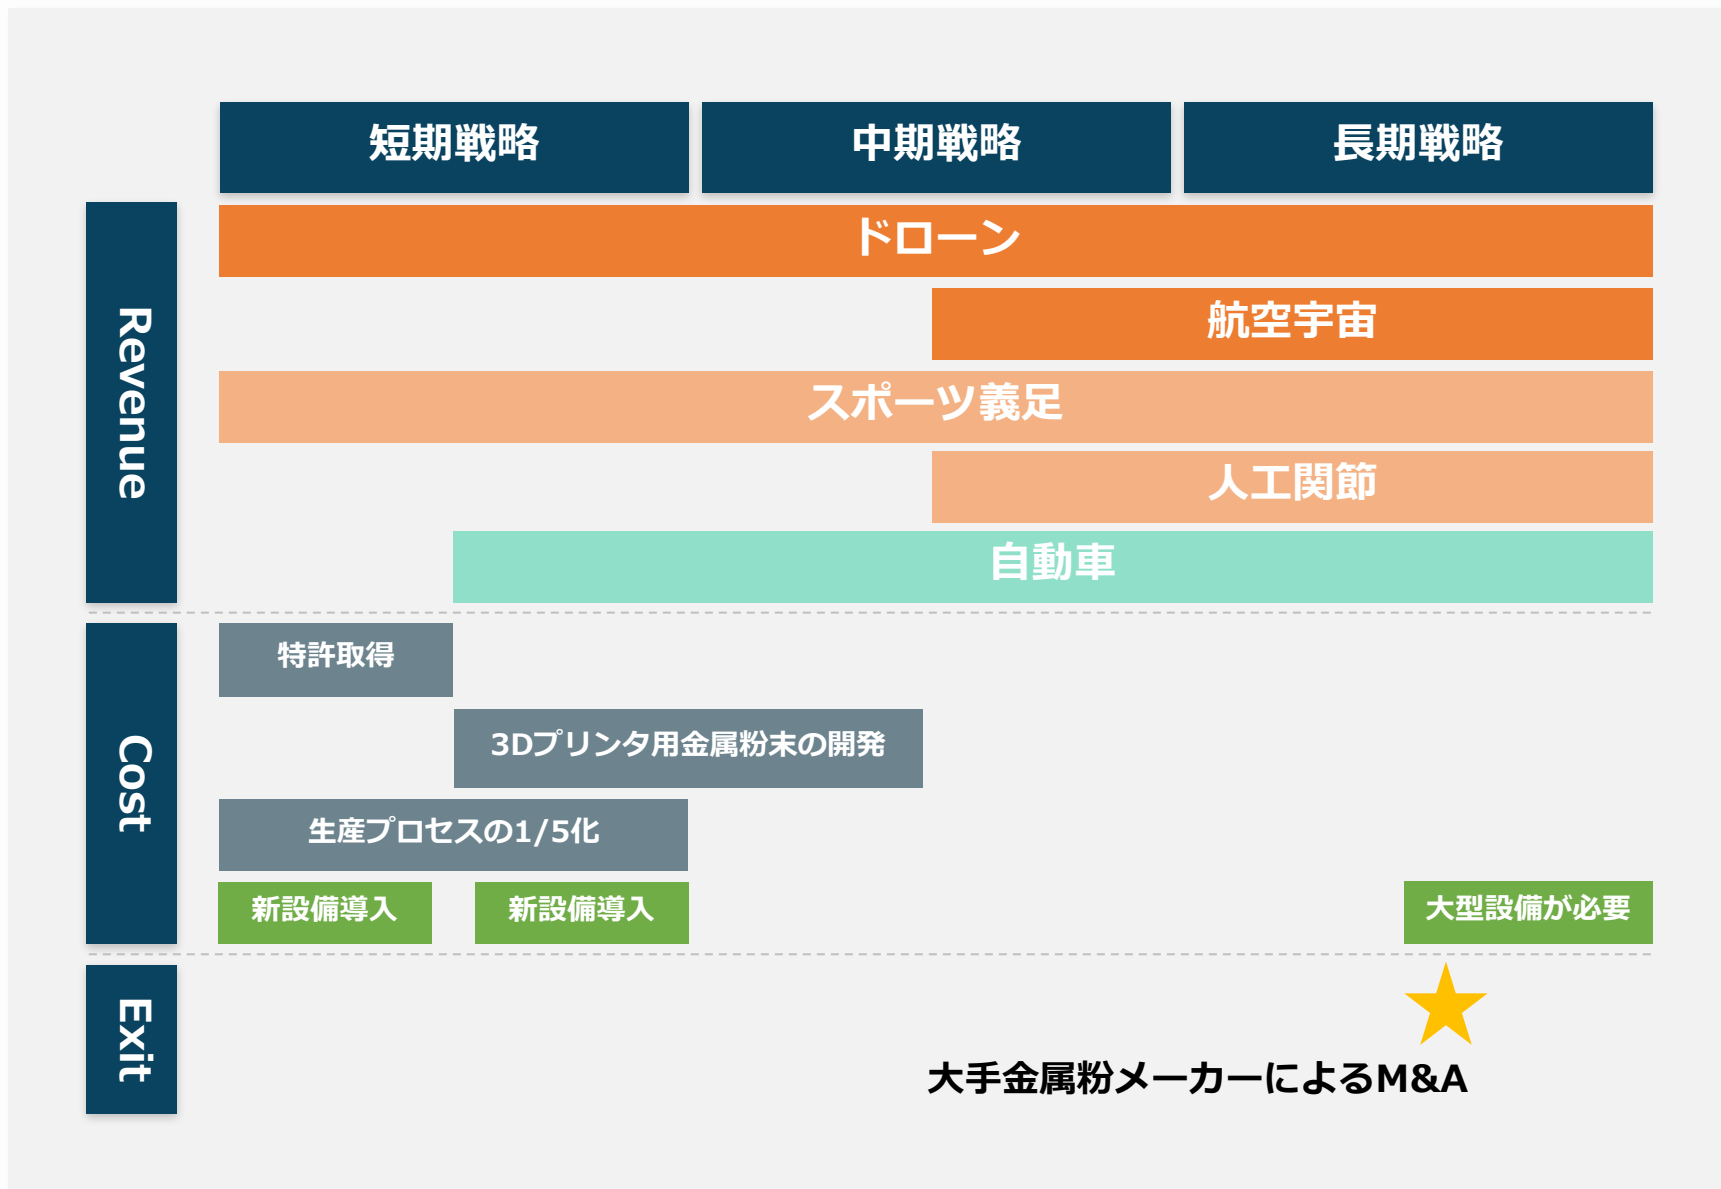 短期戦略
中期戦略
長期戦略
Revenue
ドローン
航空宇宙
スポーツ義足
人工関節
自動車
Cost
特許取得
3Dプリンタ用金属粉末の開発
生産プロセスの1/5化
新設備導入
新設備導入
大型設備が必要
Exit
大手金属粉メーカーによるM&A